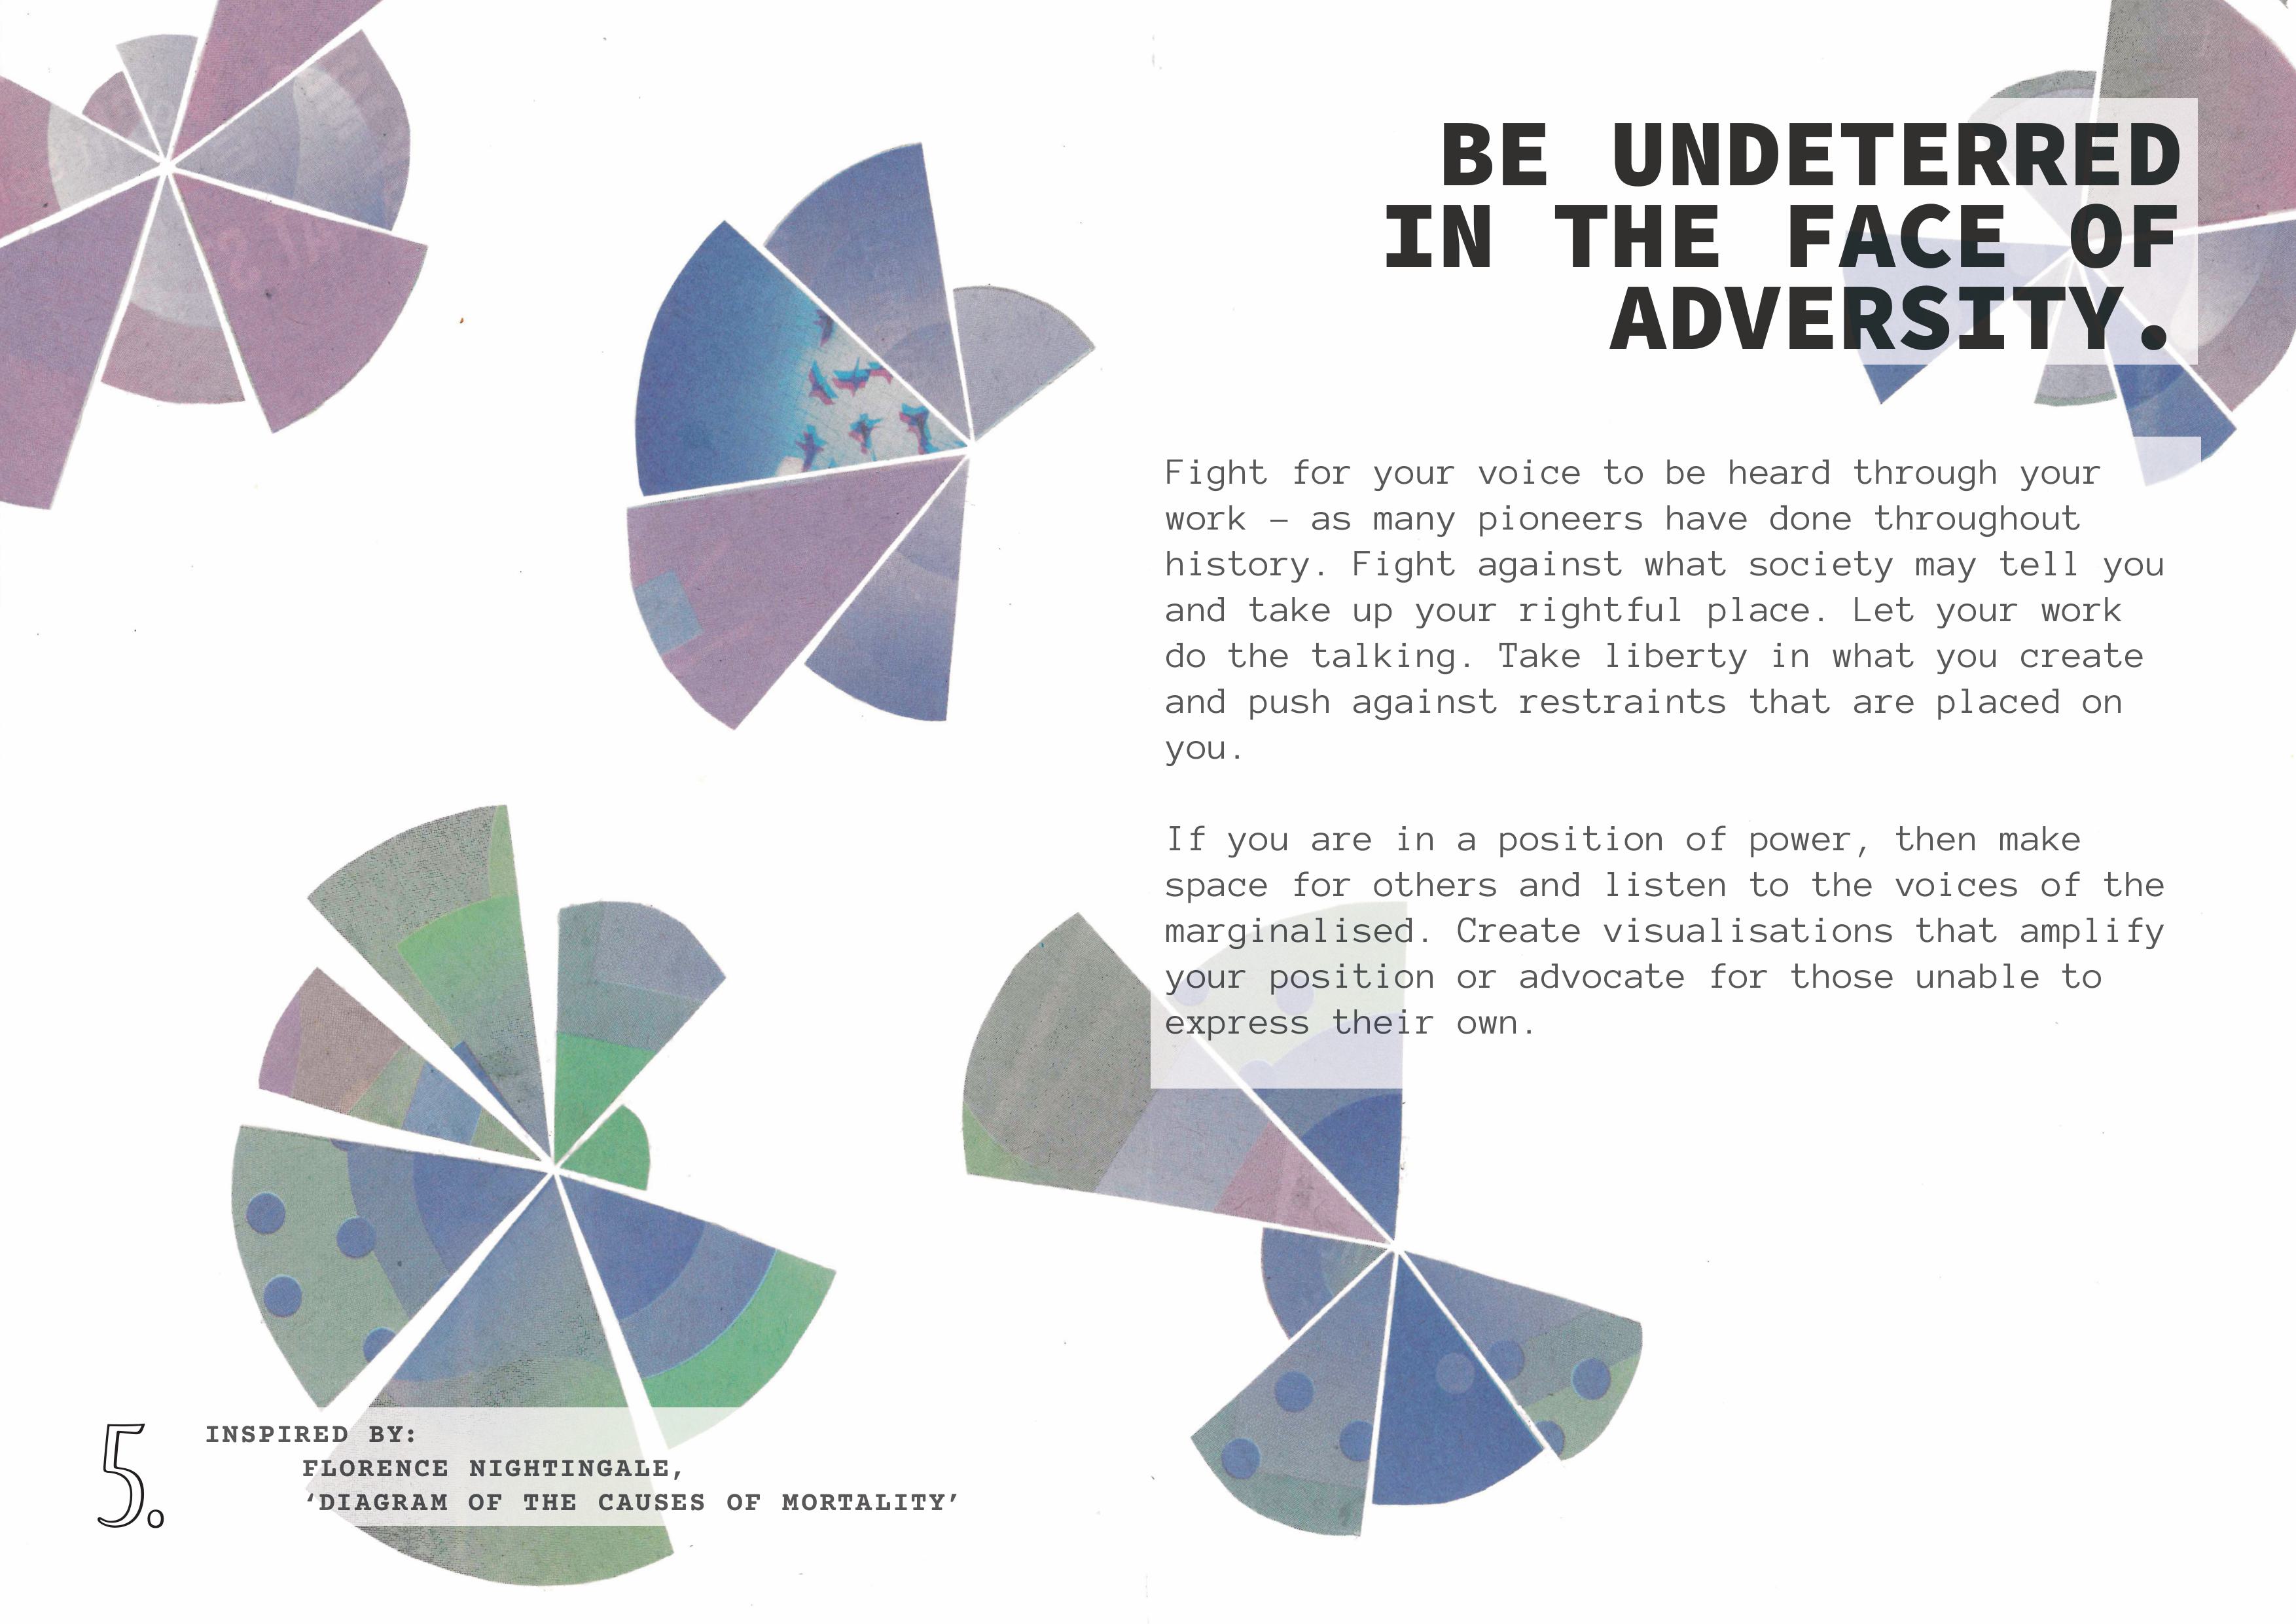 BE UNDETERRED
IN THE FACE OF
ADVERSITY.
Fight for your voice to be heard through your
work – as many pioneers have done throughout
history. Fight against what society may tell you
and take up your rightful place. Let your work
do the talking. Take liberty in what you create
and push against restraints that are placed on
you.
If you are in a position of power, then make
space for others and listen to the voices of the
marginalised. Create visualisations that amplify
your position or advocate for those unable to
express their own.
5.
INSPIRED BY:
FLORENCE NIGHTINGALE,
‘DIAGRAM OF THE CAUSES OF MORTALITY’